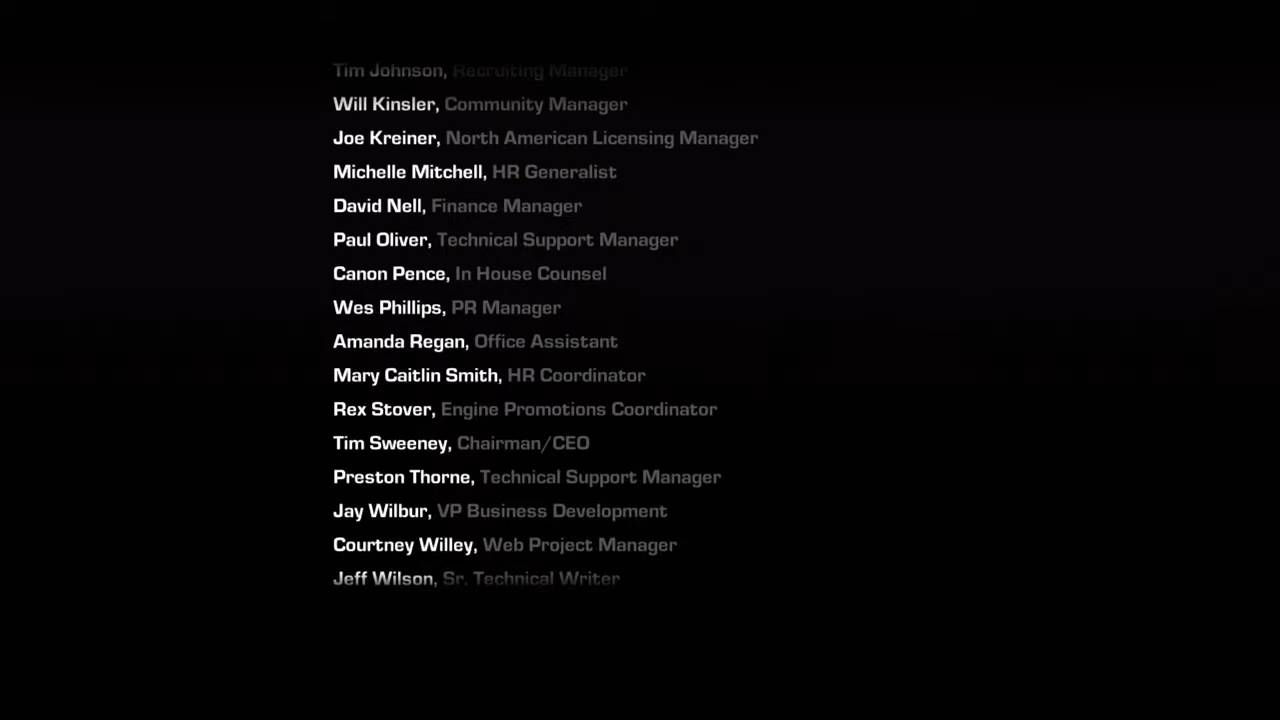 Tim Johnson, Recruiting Manager
Will Kinsler, Community Manager
Joe Kreiner, North American Licensing Manager
Michelle Mitchell, HR Generalist
David Nell, Finance Manager
Paul Oliver, Technical Support Manager
Canon Pence, In House Counsel
Wes Phillips, PR Manager
Amanda Regan, Office Assistant
Mary Caitlin Smith, HR Coordinator
Rex Stover, Engine Promotions Coordinator
Tim Sweeney, Chairman/CEO
Preston Thorne, Technical Support Manager
Jay Wilbur, VP Business Development
Courtney Willey, Web Project Manager
Jeff Wilson, Sr. Technical Writer